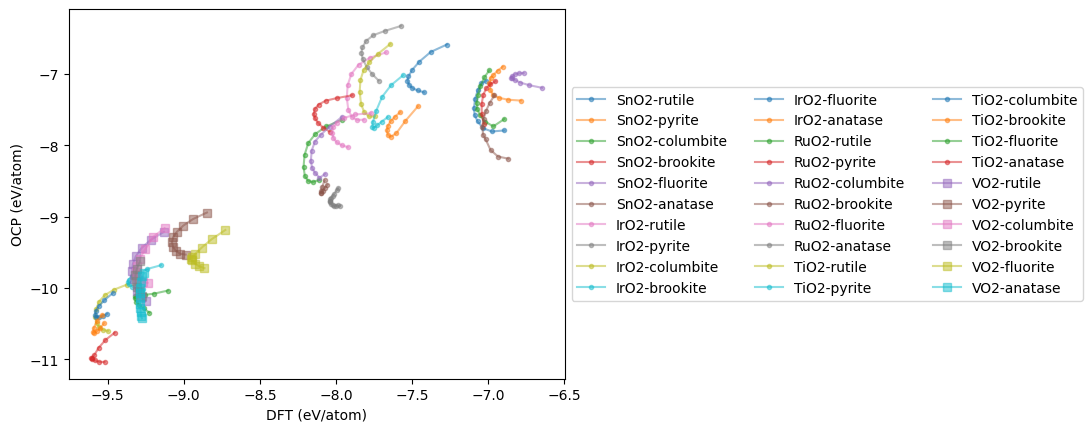 −7
−8
−9
−10
−11
OCP (eV/atom)
−9.5
−9.0
−8.5
−8.0
−7.5
−7.0
−6.5
DFT (eV/atom)
SnO2-rutile
SnO2-pyrite
SnO2-columbite
SnO2-brookite
SnO2-fluorite
SnO2-anatase
IrO2-rutile
IrO2-pyrite
IrO2-columbite
IrO2-brookite
IrO2-fluorite
IrO2-anatase
RuO2-rutile
RuO2-pyrite
RuO2-columbite
RuO2-brookite
RuO2-fluorite
RuO2-anatase
TiO2-rutile
TiO2-pyrite
TiO2-columbite
TiO2-brookite
TiO2-fluorite
TiO2-anatase
VO2-rutile
VO2-pyrite
VO2-columbite
VO2-brookite
VO2-fluorite
VO2-anatase